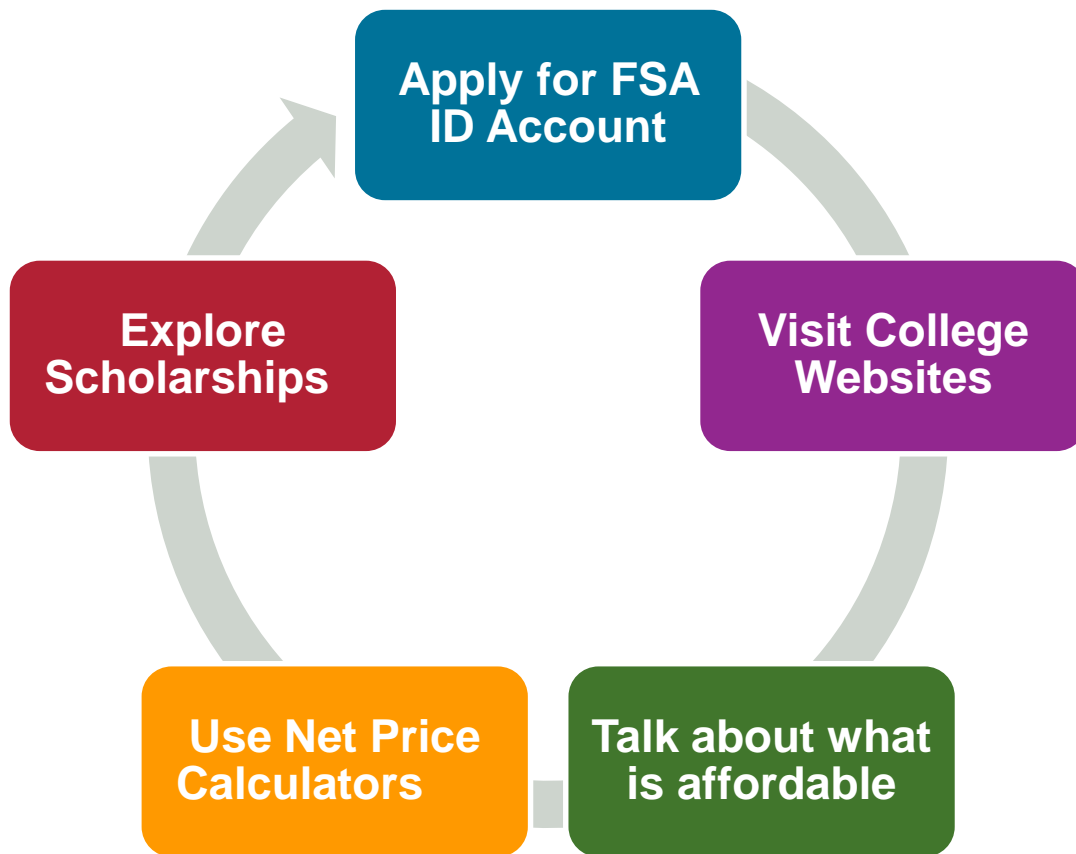 Apply for FSA
ID Account
Visit College
Websites
Talk about what
is affordable
Use Net Price
Calculators
Explore
Scholarships